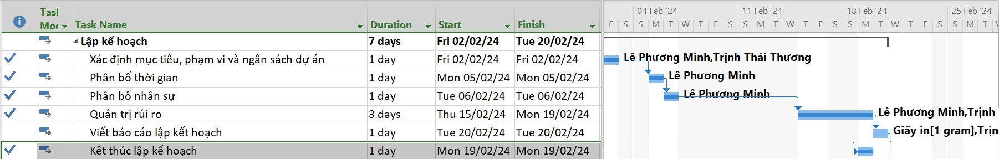 Task Mode Task Name Duration Start Finish 04 Feb '24 11 Feb '24 18 Feb '24 25 Feb '24
F S S M T W T F S S M T W T F S S M T W T F S S M T W
Lập kế hoạch 7 days Fri 02/02/24 Tue 20/02/24
Xác định mục tiêu, phạm vi và ngân sách dự án 1 day Fri 02/02/24 Fri 02/02/24 Lê Phương Minh,Trịnh Thái Thương
Phân bố thời gian 1 day Mon 05/02/24 Mon 05/02/24 Lê Phương Minh
Phân bố nhân sự 1 day Tue 06/02/24 Tue 06/02/24 Lê Phương Minh
Quản trị rủi ro 3 days Thu 15/02/24 Mon 19/02/24 Lê Phương Minh,Trịnh
Viết báo cáo lập kết hoạch 1 day Tue 20/02/24 Tue 20/02/24 Giấy in[1 gram],Trịn
Kết thúc lập kế hoạch 1 day Mon 19/02/24 Mon 19/02/24